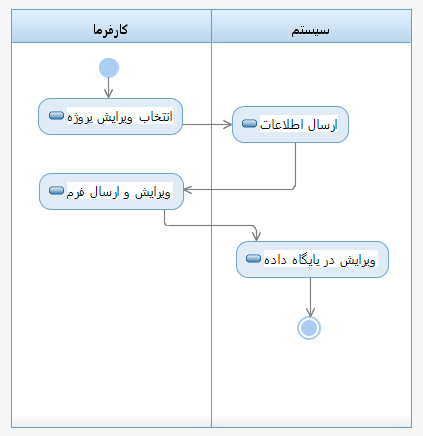 کارفرما
سیستم
انتخاب ویرایش پروژه
ارسال اطلاعات
ویرایش و ارسال فرم
ویرایش در پایگاه داده